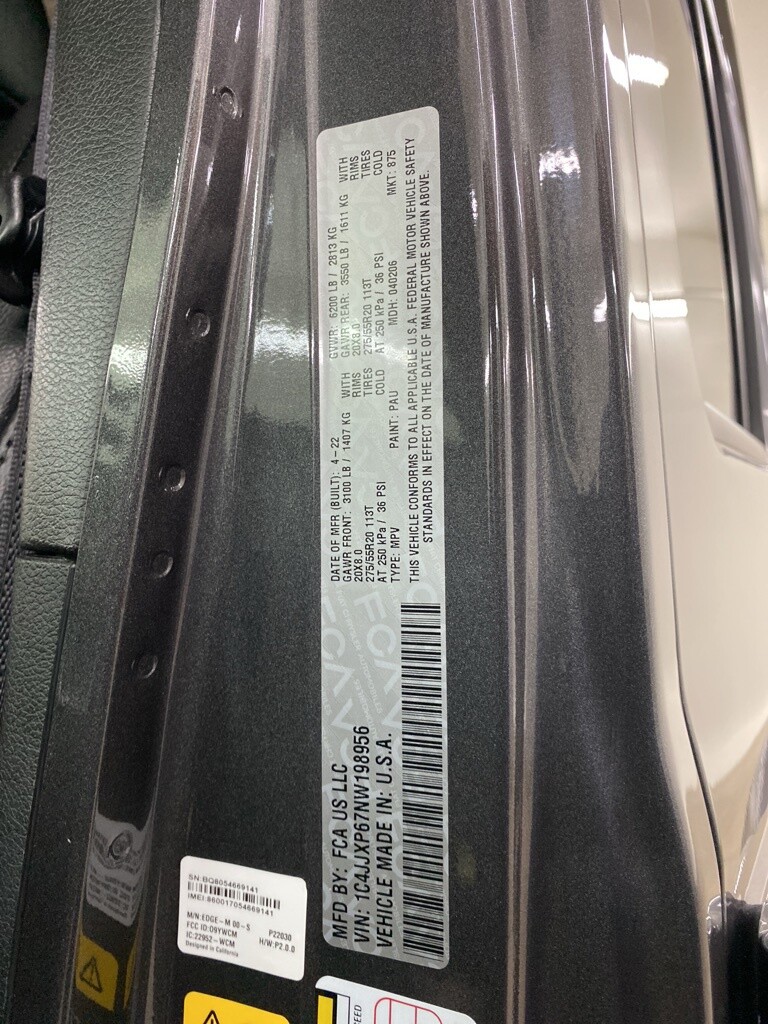 MFD BY: FCA US LLC
VIN: 1C4JJXP67NW198956
VEHICLE MADE IN: U.S.A.
DATE OF MFR (BUILT): 4-22
GVWR: 6200 LB / 2813 KG
GAWR FRONT: 3100 LB / 1407 KG WITH
20X8.0 RIMS
275/55R20 113T TIRES
AT 250 kPa / 36 PSI COLD
GAWR REAR: 3550 LB / 1611 KG WITH
20X8.0 RIMS
275/55R20 113T TIRES
AT 250 kPa / 36 PSI COLD
TYPE: MPV PAINT: PAU MDH: 040206 MKT: 875
THIS VEHICLE CONFORMS TO ALL APPLICABLE U.S.A. FEDERAL MOTOR VEHICLE SAFETY
STANDARDS IN EFFECT ON THE DATE OF MANUFACTURE SHOWN ABOVE.
SN:BQ8054669141
IMEI:860017054669141
M/N:EDGE-M 00-S P22030
FCC ID:O9YWCM
IC:22952-WCM H/W:P2.0.0
Designed in California